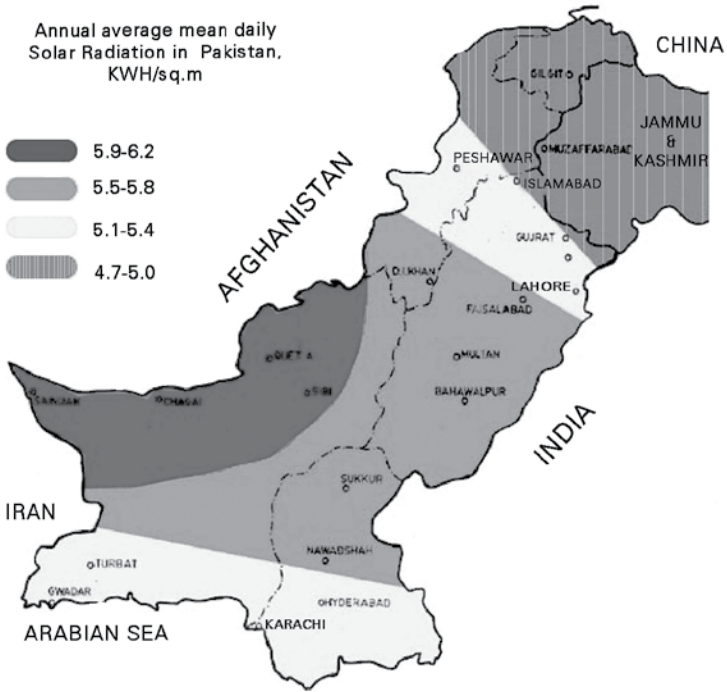 Annual average mean daily
Solar Radiation in Pakistan,
KWH/sq.m
5.9-6.2
5.5-5.8
5.1-5.4
4.7-5.0
CHINA
GILGIT
JAMMU
&
KASHMIR
MUZAFFARABAD
PESHAWAR
ISLAMABAD
AFGHANISTAN
GUJRAT
D.I.KHAN
LAHORE
FAISALABAD
MULTAN
SIBI
CHAGAI
BAHAWALPUR
INDIA
SUKKUR
IRAN
NAWABSHAH
TURBAT
GWADAR
HYDERABAD
KARACHI
ARABIAN SEA